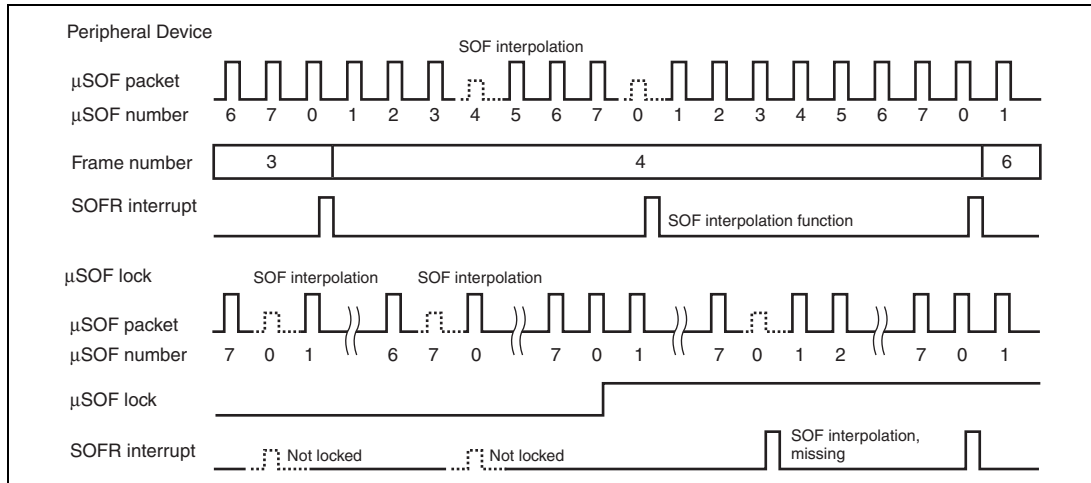 Peripheral Device
SOF interpolation
μSOF packet
μSOF number 6 7 0 1 2 3 4 5 6 7 0 1 2 3 4 5 6 7 0 1
Frame number 3 4 6
SOFR interrupt
SOF interpolation function
μSOF lock SOF interpolation SOF interpolation
μSOF packet
μSOF number 7 0 1 6 7 0 7 0 1 7 0 1 2 7 0 1
μSOF lock
SOFR interrupt Not locked Not locked SOF interpolation,
missing